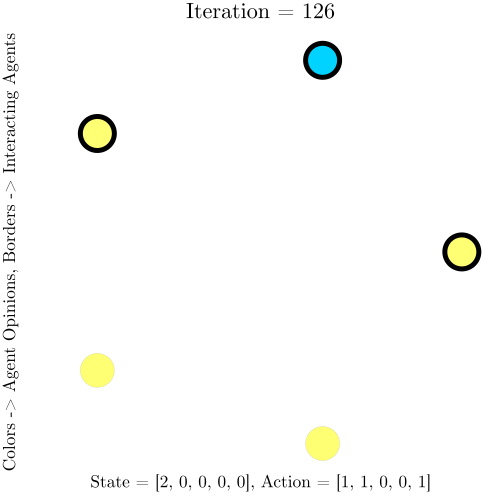 Iteration = 126
Colors -> Agent Opinions, Borders -> Interacting Agents
State = [2, 0, 0, 0, 0], Action = [1, 1, 0, 0, 1]